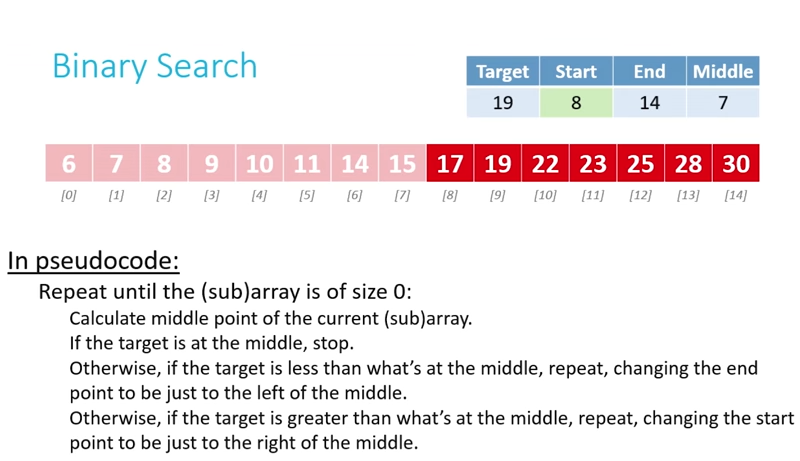 Binary Search
Target Start End Middle
19 8 14 7
6 7 8 9 10 11 14 15 17 19 22 23 25 28 30
[0] [1] [2] [3] [4] [5] [6] [7] [8] [9] [10] [11] [12] [13] [14]
In pseudocode:
Repeat until the (sub)array is of size 0:
Calculate middle point of the current (sub)array.
If the target is at the middle, stop.
Otherwise, if the target is less than what's at the middle, repeat, changing the end
point to be just to the left of the middle.
Otherwise, if the target is greater than what's at the middle, repeat, changing the start
point to be just to the right of the middle.